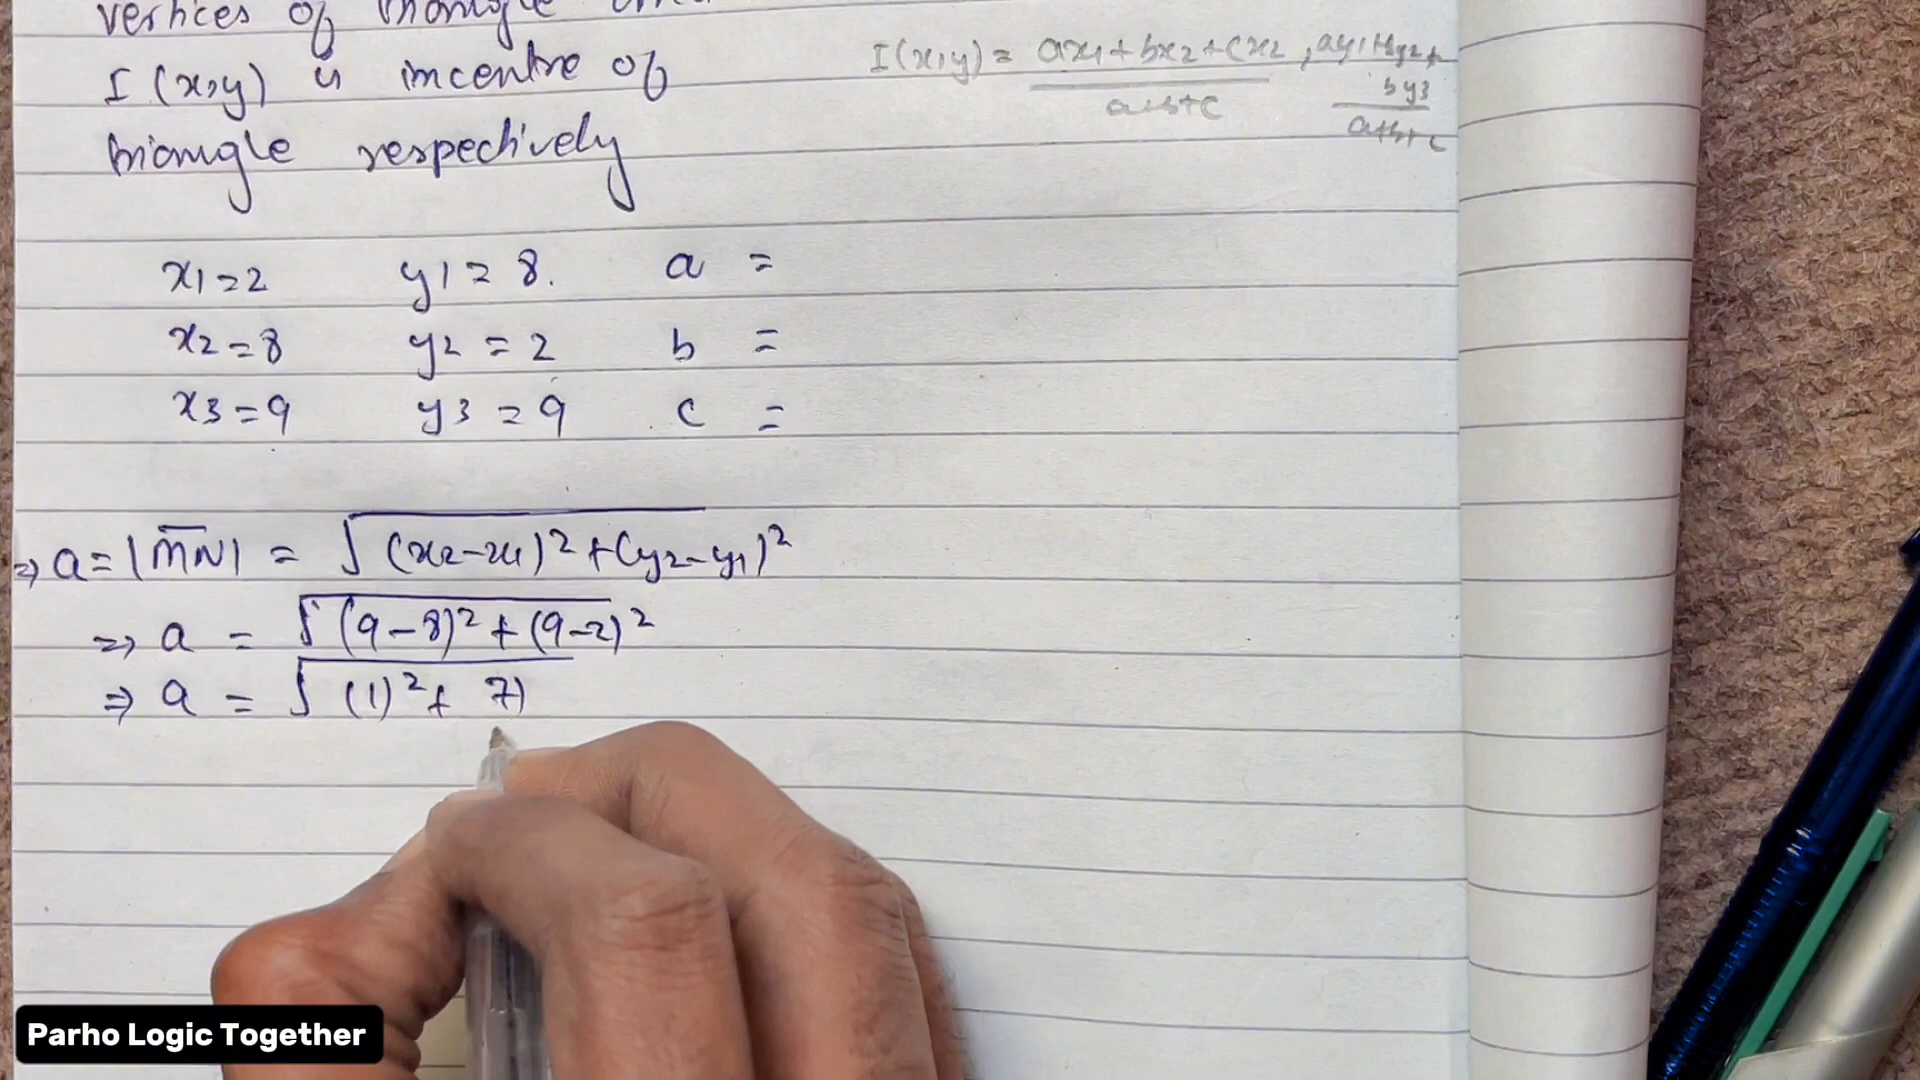 vertices of triangle and
I (x,y) is incentre of
triangle respectively
I(x,y) = ax1+bx2+cx2 , ay1+by2+
by3
a+b+c
a+b+c
x1=2 y1=8. a =
x2=8 y2=2 b =
x3=9 y3=9 c =
⇒ a=|MN| = √(x2-x1)²+(y2-y1)²
⇒ a = √(9-8)²+(9-2)²
⇒ a = √(1)²+ 7)
Parho Logic Together